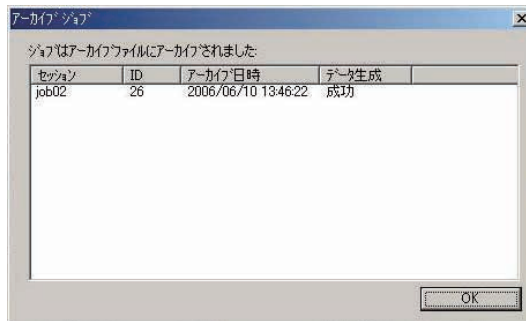 アーカイブ ジョブ
ジョブはアーカイブファイルにアーカイブされました:
セッション ID アーカイブ日時 データ生成
job02 26 2006/06/10 13:46:22 成功
OK